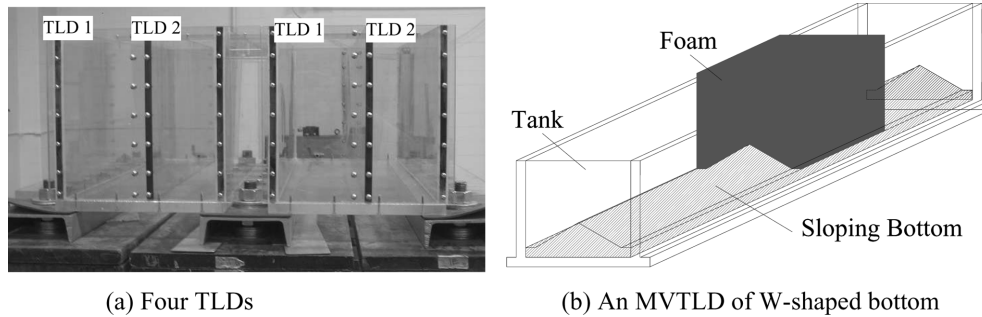 TLD 1
TLD 2
TLD 1
TLD 2
Foam
Tank
Sloping Bottom
(a) Four TLDs
(b) An MVTLD of W-shaped bottom